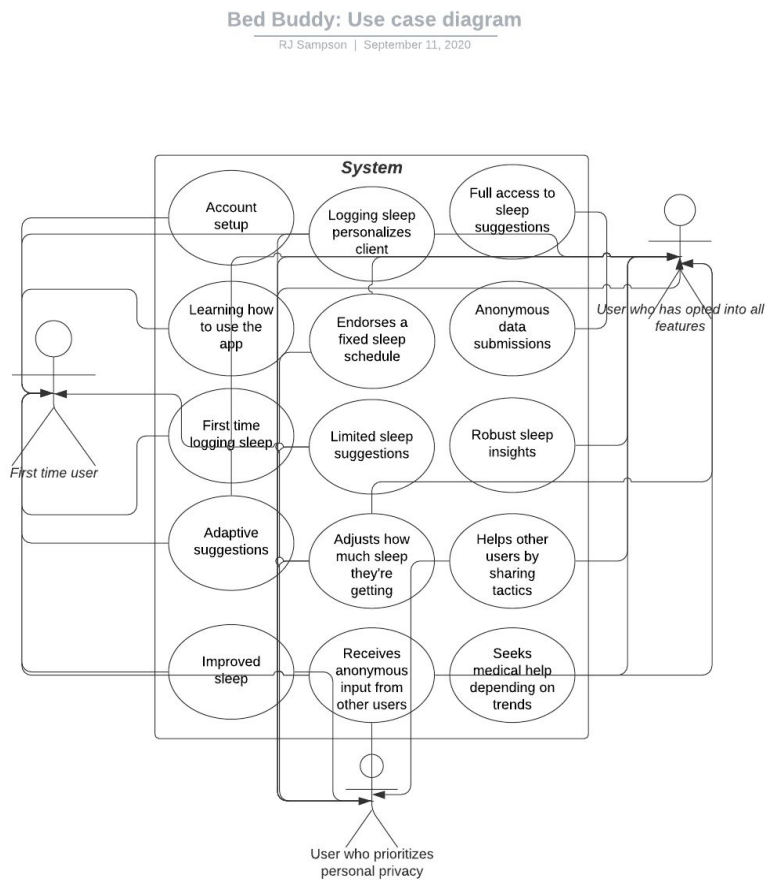 Bed Buddy: Use case diagram
RJ Sampson | September 11, 2020
System
Account
setup
Logging sleep
personalizes
client
Full access to
sleep
suggestions
Learning how
to use the
app
Endorses a
fixed sleep
schedule
Anonymous
data
submissions
User who has opted into all
features
First time
logging sleep
Limited sleep
suggestions
Robust sleep
insights
First time user
Adaptive
suggestions
Adjusts how
much sleep
they're
getting
Helps other
users by
sharing
tactics
Improved
sleep
Receives
anonymous
input from
other users
Seeks
medical help
depending on
trends
User who prioritizes
personal privacy